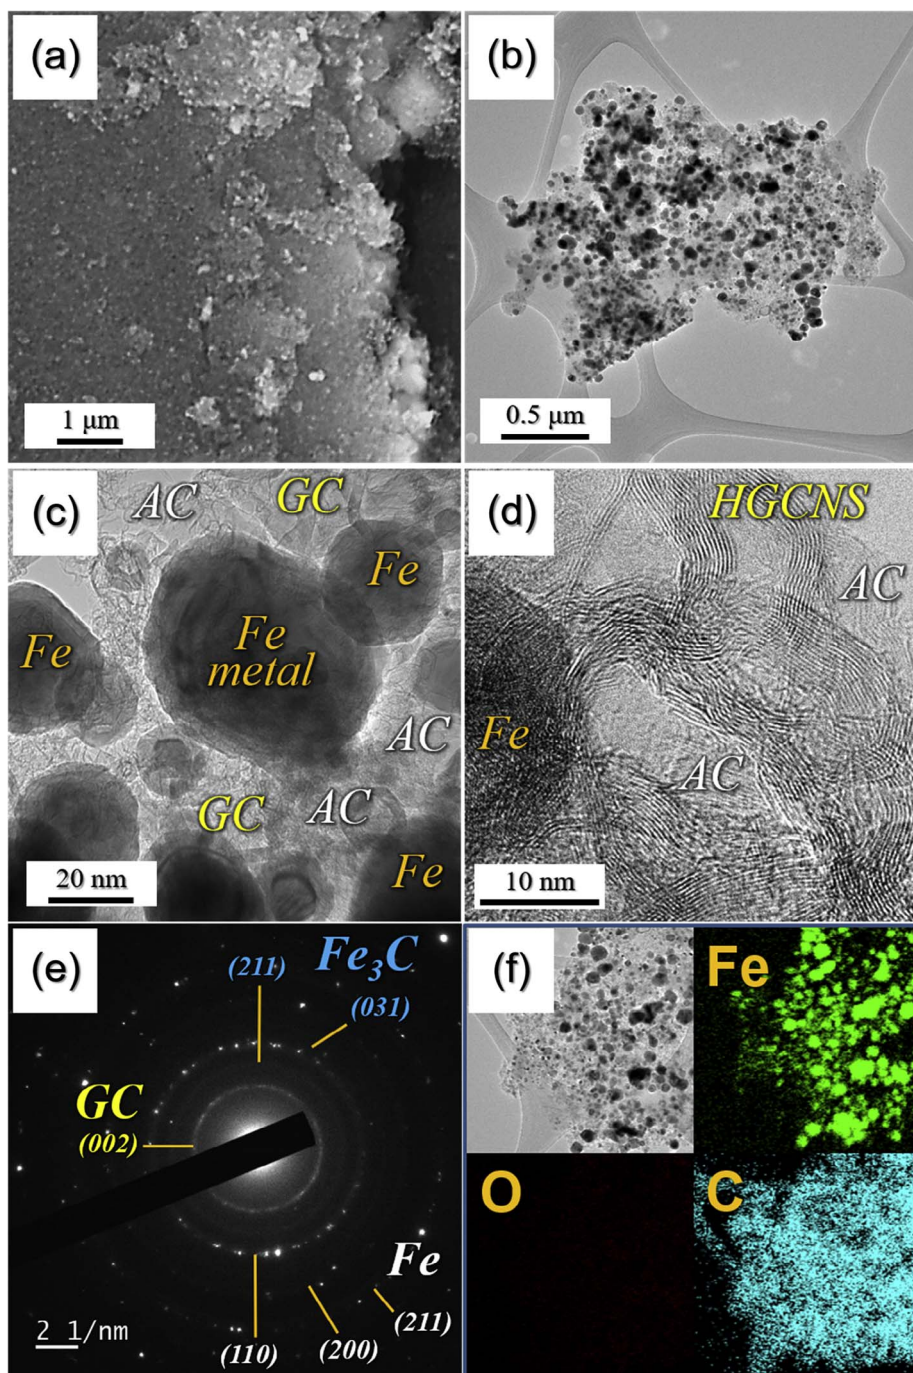 (a)
1 μm
(b)
0.5 μm
(c)
AC
GC
Fe
Fe
Fe
metal
AC
GC
AC
Fe
20 nm
(d)
HGCNS
AC
Fe
AC
10 nm
(e)
Fe₃C
(211)
(031)
GC
(002)
Fe
(211)
(200)
(110)
2 1/nm
(f)
Fe
O
C